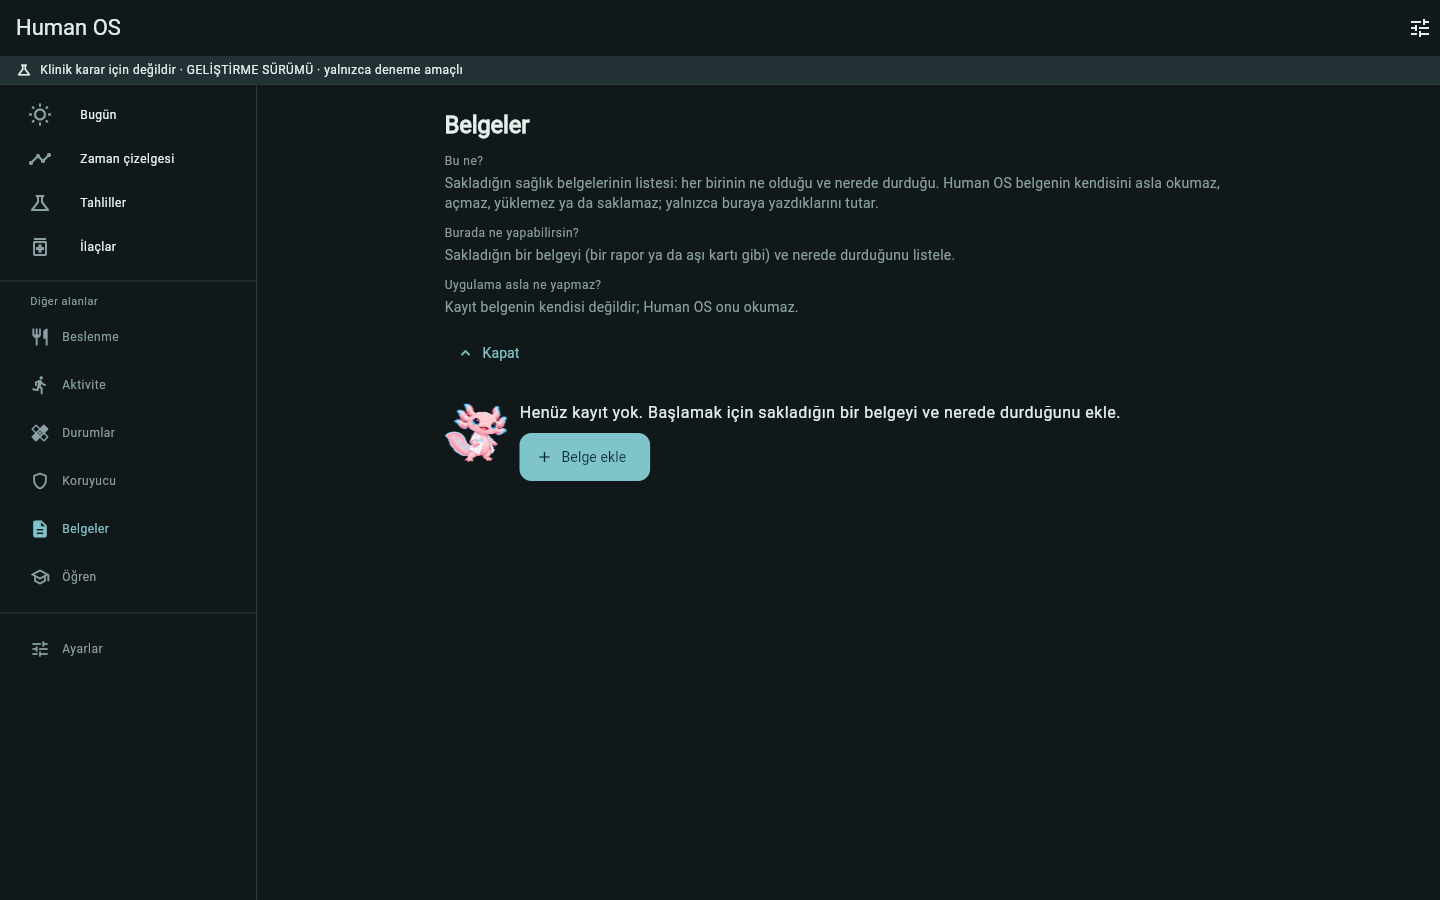 Human OS
Klinik karar için değildir · GELİŞTİRME SÜRÜMÜ · yalnızca deneme amaçlı
Bugün
Zaman çizelgesi
Tahliller
İlaçlar
Diğer alanlar
Beslenme
Aktivite
Durumlar
Koruyucu
Belgeler
Öğren
Ayarlar
Belgeler
Bu ne?
Sakladığın sağlık belgelerinin listesi: her birinin ne olduğu ve nerede durduğu. Human OS belgenin kendisini asla okumaz,
açmaz, yüklemez ya da saklamaz; yalnızca buraya yazdıklarını tutar.
Burada ne yapabilirsin?
Sakladığın bir belgeyi (bir rapor ya da aşı kartı gibi) ve nerede durduğunu listele.
Uygulama asla ne yapmaz?
Kayıt belgenin kendisi değildir; Human OS onu okumaz.
Kapat
Henüz kayıt yok. Başlamak için sakladığın bir belgeyi ve nerede durduğunu ekle.
Belge ekle